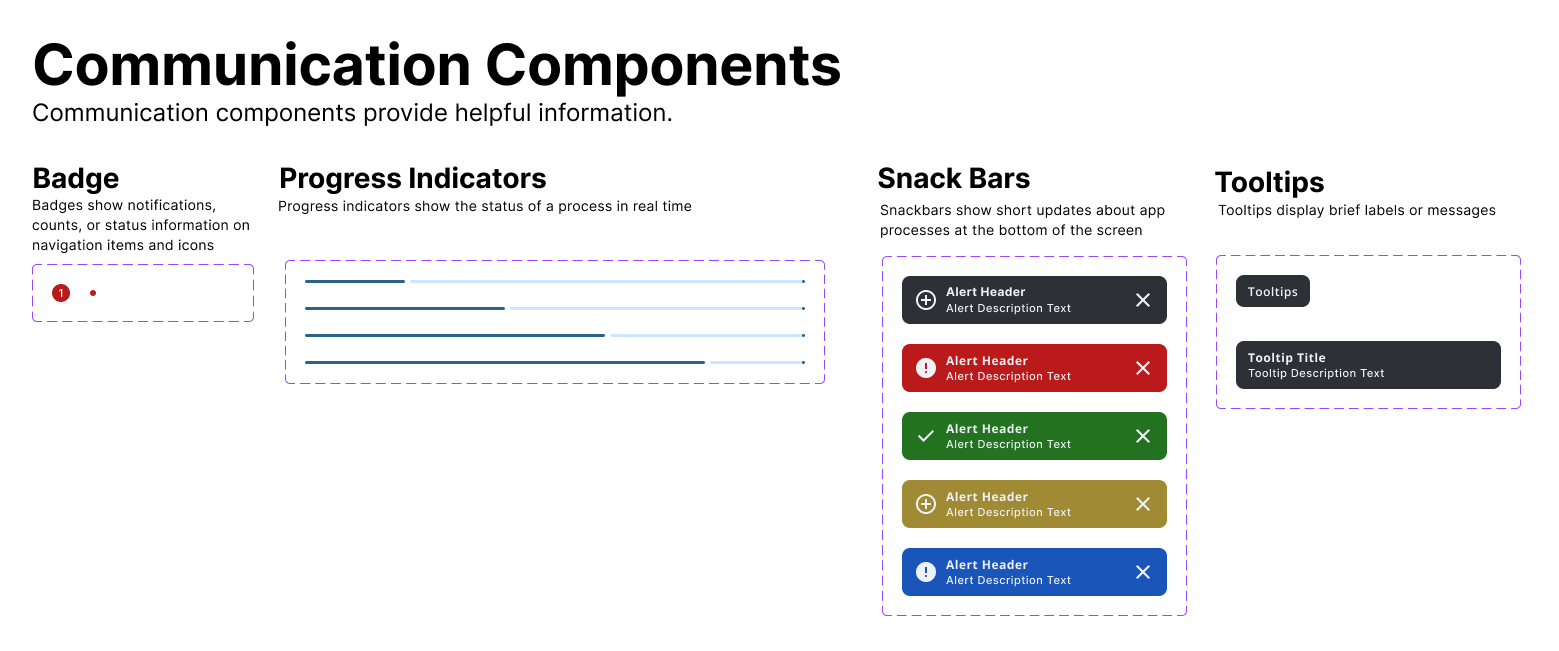 Communication Components
Communication components provide helpful information.
Badge
Badges show notifications,
counts, or status information on
navigation items and icons
1
Progress Indicators
Progress indicators show the status of a process in real time
Snack Bars
Snackbars show short updates about app
processes at the bottom of the screen
Alert Header
Alert Description Text
Alert Header
Alert Description Text
Alert Header
Alert Description Text
Alert Header
Alert Description Text
Alert Header
Alert Description Text
Tooltips
Tooltips display brief labels or messages
Tooltips
Tooltip Title
Tooltip Description Text